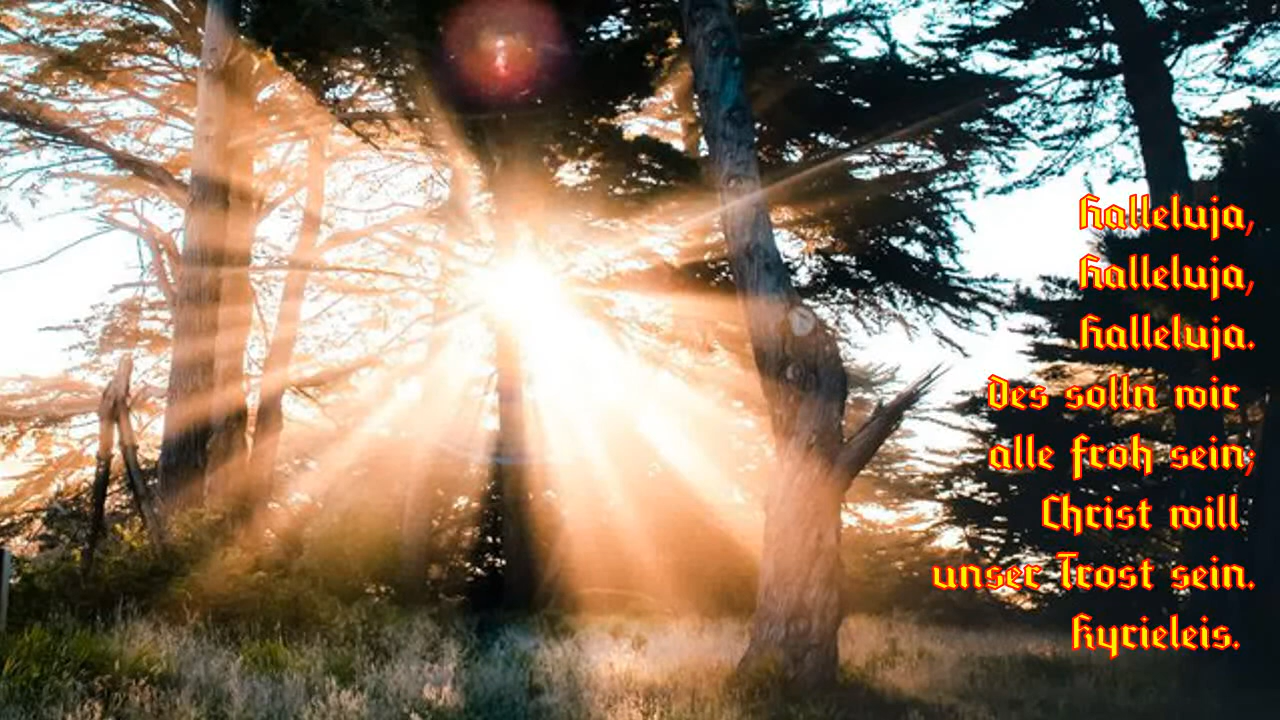 Halleluja,
Halleluja,
Halleluja.
Des solln wir
alle froh sein;
Christ will
unser Trost sein.
Kyrieleis.